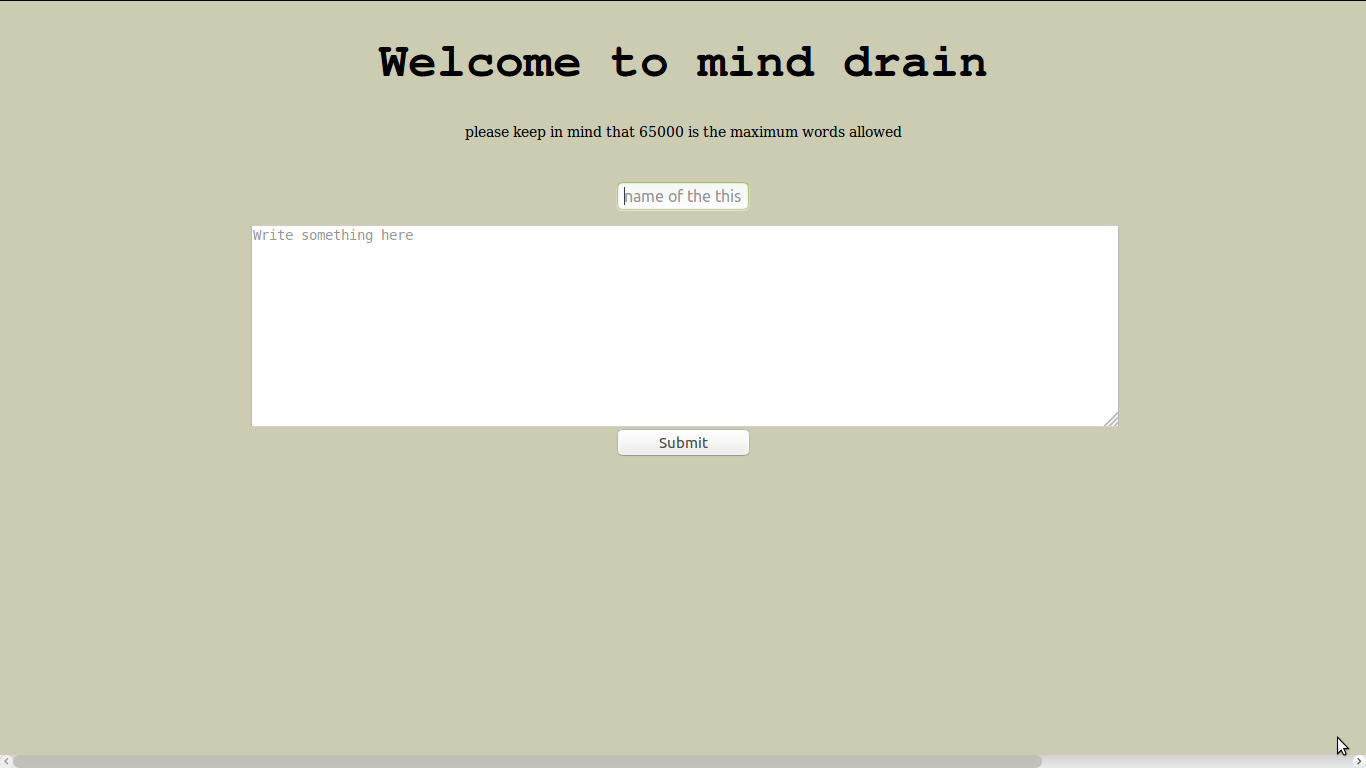 Welcome to mind drain
please keep in mind that 65000 is the maximum words allowed
name of the this
Write something here
Submit